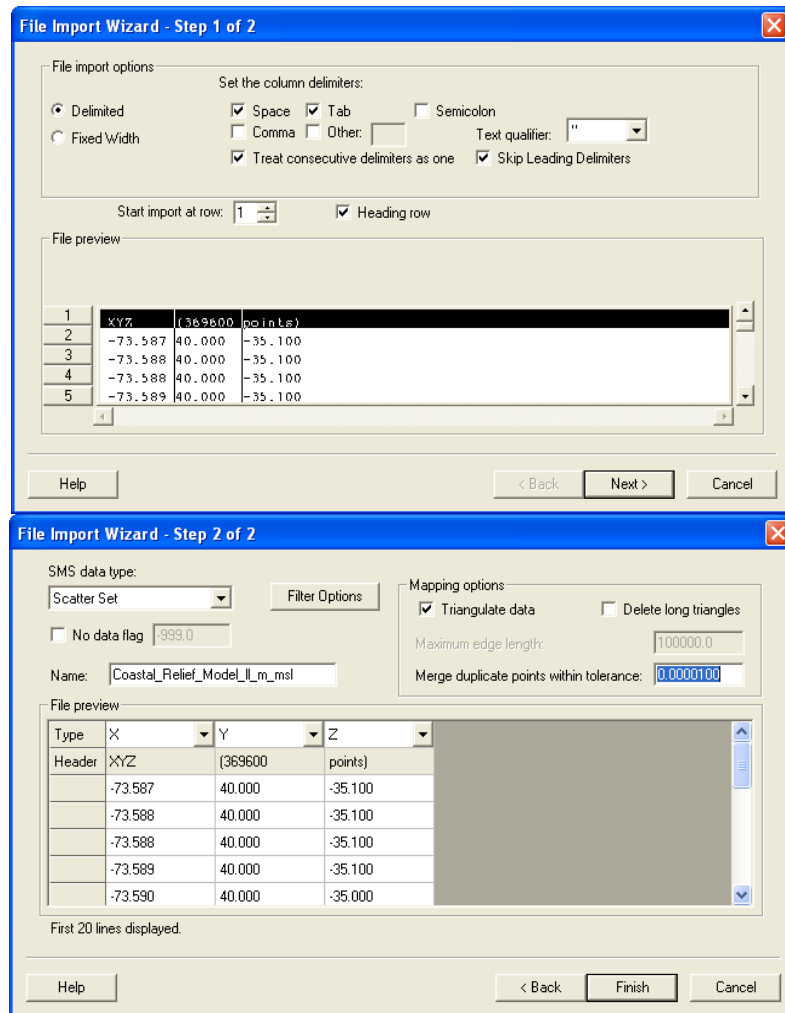 File Import Wizard - Step 1 of 2
File import options
Set the column delimiters:
Delimited Space Tab Semicolon
Fixed Width Comma Other: Text qualifier: "
Treat consecutive delimiters as one Skip Leading Delimiters
Start import at row: 1 Heading row
File preview
1 XYZ (369600 points)
2 -73.587 40.000 -35.100
3 -73.588 40.000 -35.100
4 -73.588 40.000 -35.100
5 -73.589 40.000 -35.100
Help < Back Next > Cancel
File Import Wizard - Step 2 of 2
SMS data type:
Scatter Set Filter Options
Mapping options
Triangulate data Delete long triangles
No data flag -999.0
Maximum edge length: 100000.0
Name: Coastal_Relief_Model_ll_m_msl
Merge duplicate points within tolerance: 0.0000100
File preview
Type X Y Z
Header XYZ (369600 points)
-73.587 40.000 -35.100
-73.588 40.000 -35.100
-73.588 40.000 -35.100
-73.589 40.000 -35.100
-73.590 40.000 -35.000
First 20 lines displayed.
Help < Back Finish Cancel